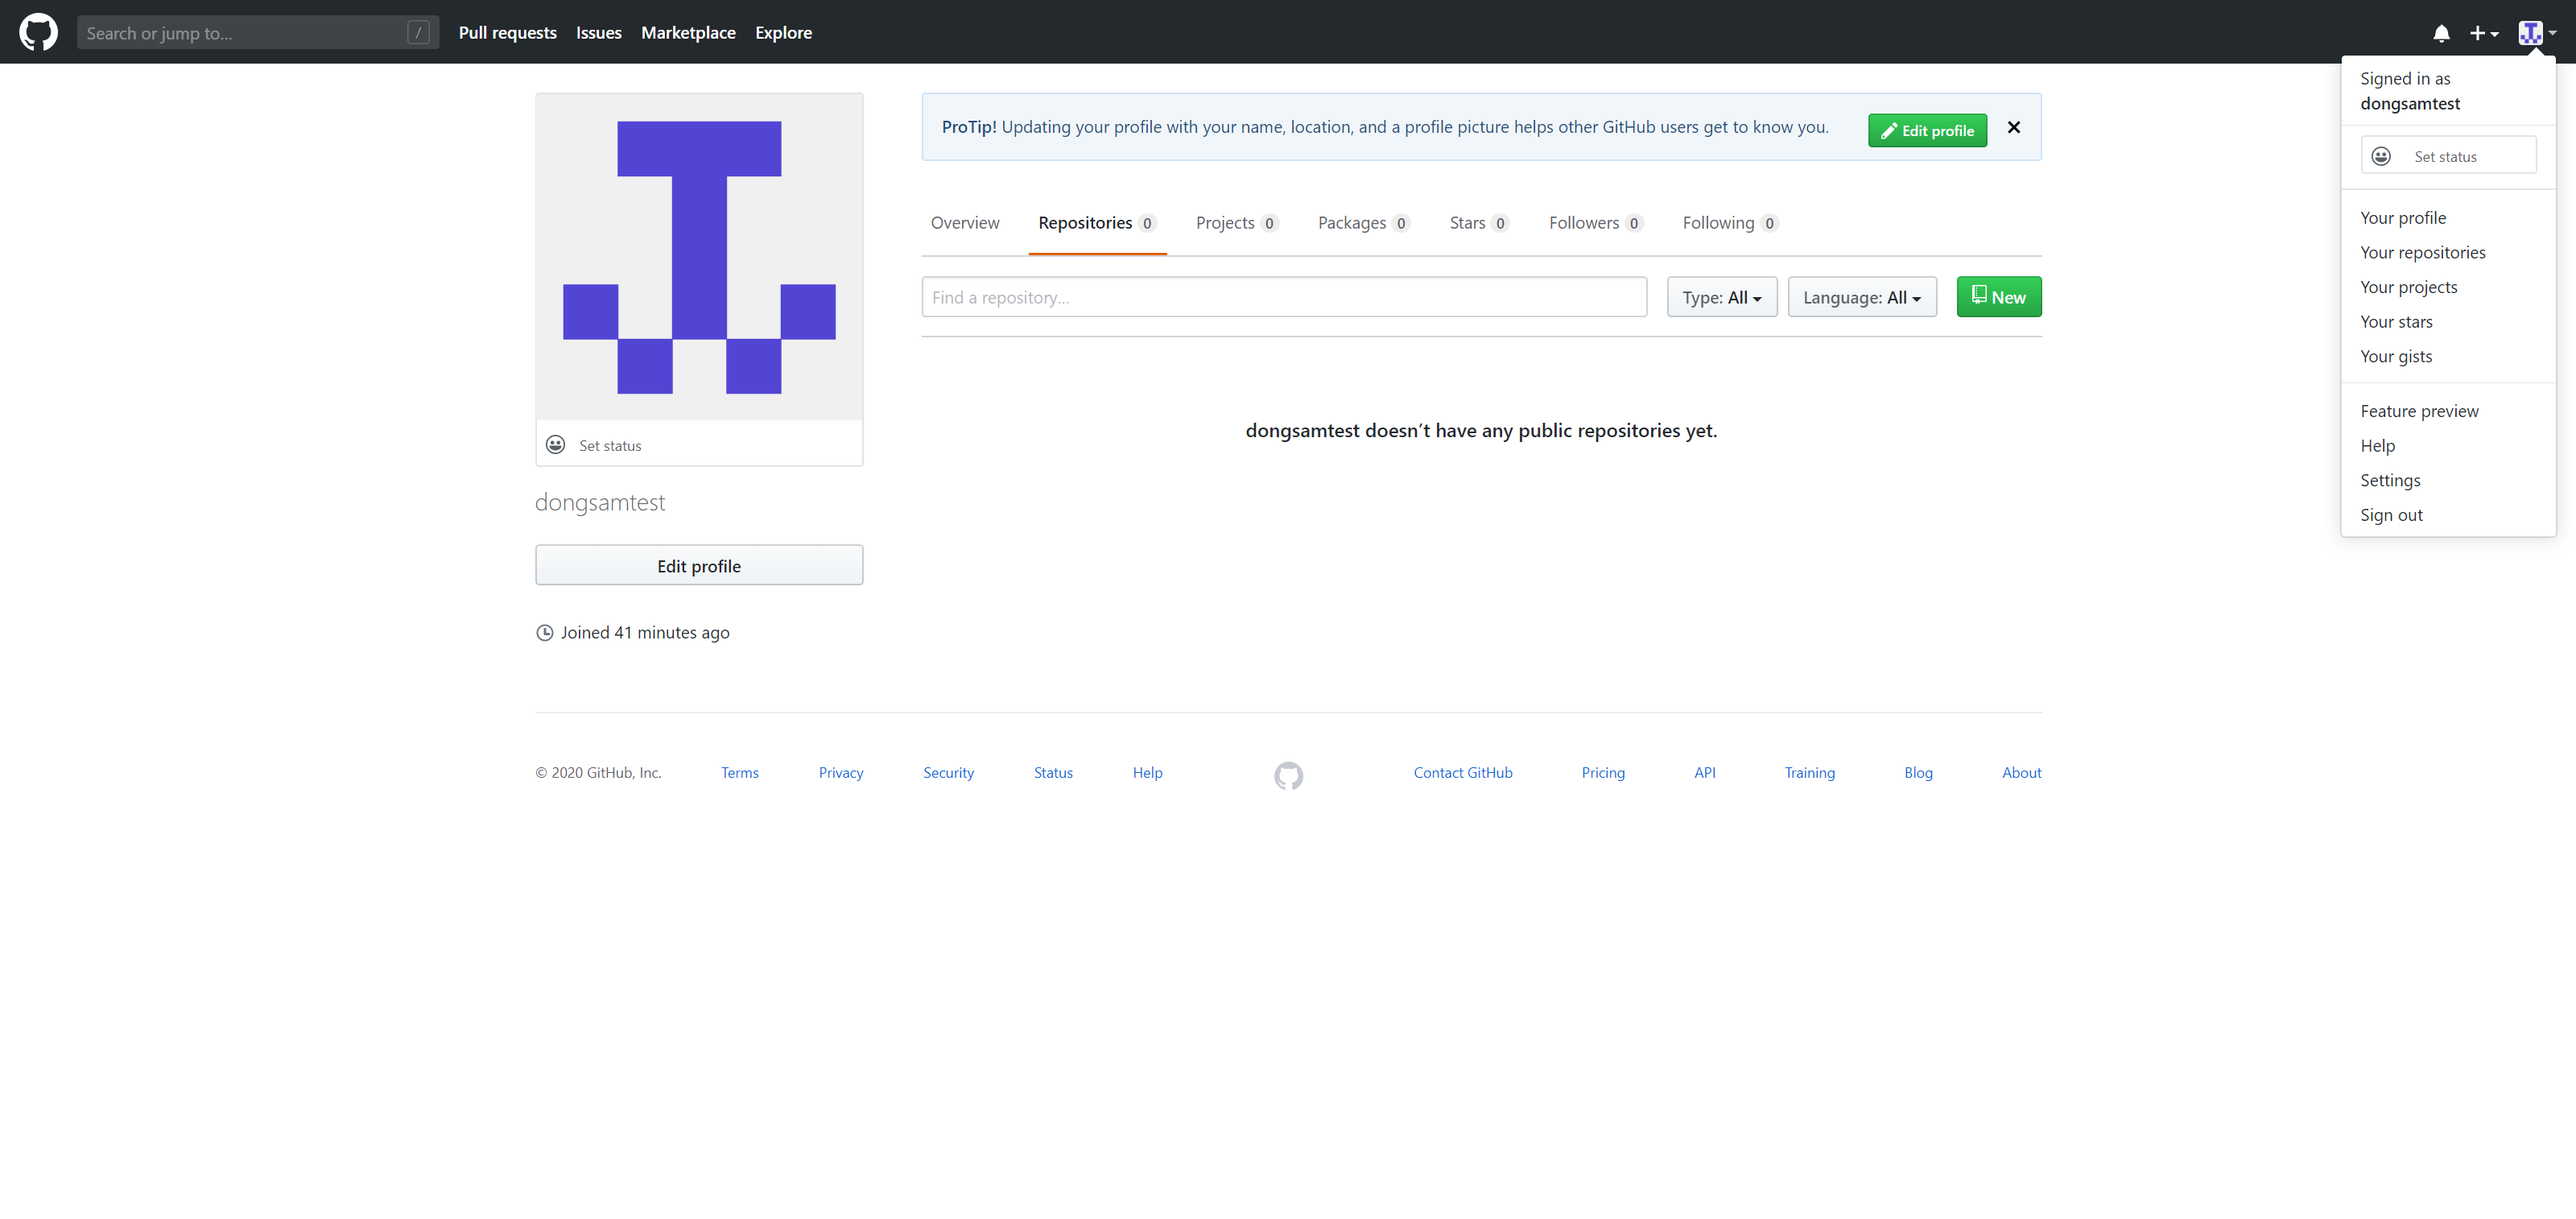 Search or jump to... /
Pull requests Issues Marketplace Explore
Signed in as
dongsamtest
Set status
Your profile
Your repositories
Your projects
Your stars
Your gists
Feature preview
Help
Settings
Sign out
ProTip! Updating your profile with your name, location, and a profile picture helps other GitHub users get to know you. Edit profile
Overview Repositories 0 Projects 0 Packages 0 Stars 0 Followers 0 Following 0
Find a repository... Type: All Language: All New
dongsamtest doesn’t have any public repositories yet.
Set status
dongsamtest
Edit profile
Joined 41 minutes ago
© 2020 GitHub, Inc. Terms Privacy Security Status Help Contact GitHub Pricing API Training Blog About